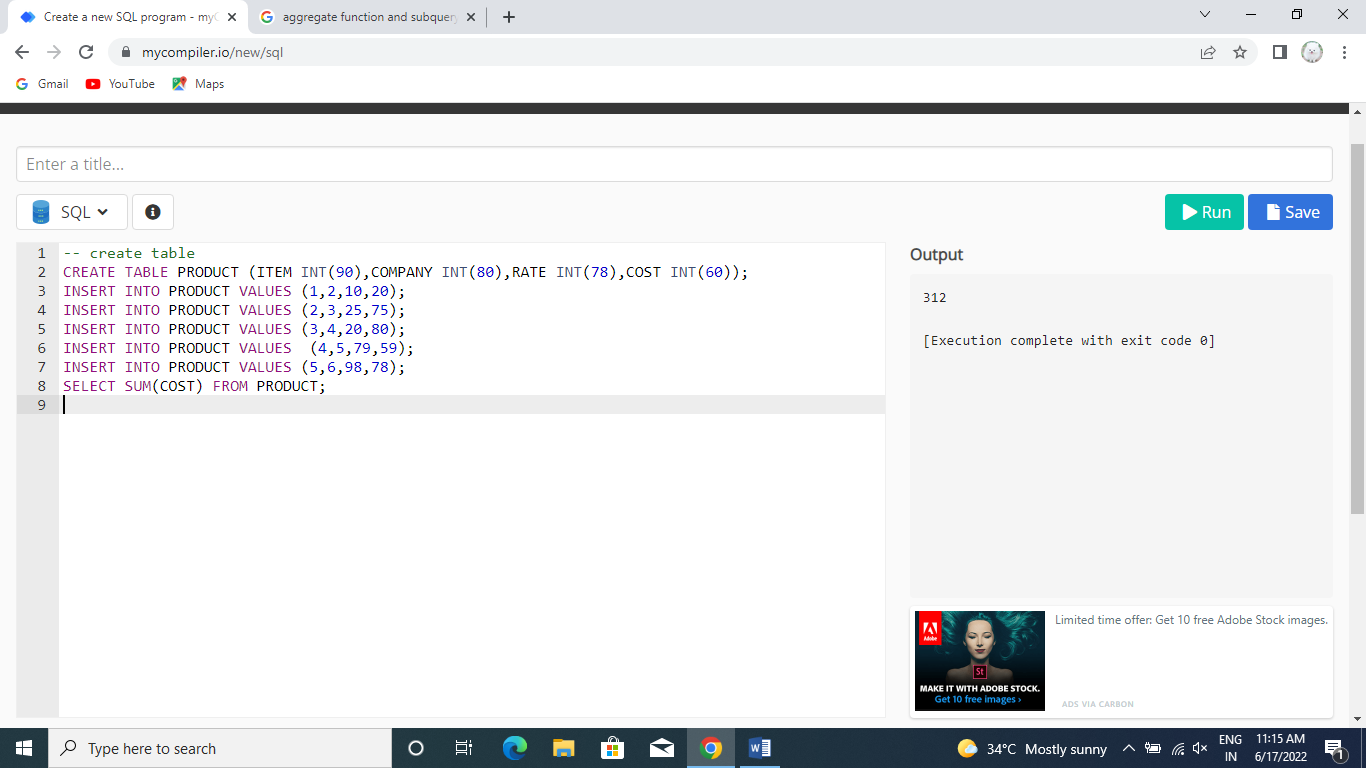 Create a new SQL program - myC
aggregate function and subquery
mycompiler.io/new/sql
Gmail YouTube Maps
Enter a title...
SQL
Run Save
Output
1 -- create table
2 CREATE TABLE PRODUCT (ITEM INT(90),COMPANY INT(80),RATE INT(78),COST INT(60));
3 INSERT INTO PRODUCT VALUES (1,2,10,20);
4 INSERT INTO PRODUCT VALUES (2,3,25,75);
5 INSERT INTO PRODUCT VALUES (3,4,20,80);
6 INSERT INTO PRODUCT VALUES  (4,5,79,59);
7 INSERT INTO PRODUCT VALUES (5,6,98,78);
8 SELECT SUM(COST) FROM PRODUCT;
9
312
[Execution complete with exit code 0]
Adobe
St
MAKE IT WITH ADOBE STOCK.
Get 10 free images ›
Limited time offer: Get 10 free Adobe Stock images.
ADS VIA CARBON
Type here to search
W
34°C Mostly sunny
ENG
IN
11:15 AM
6/17/2022
1